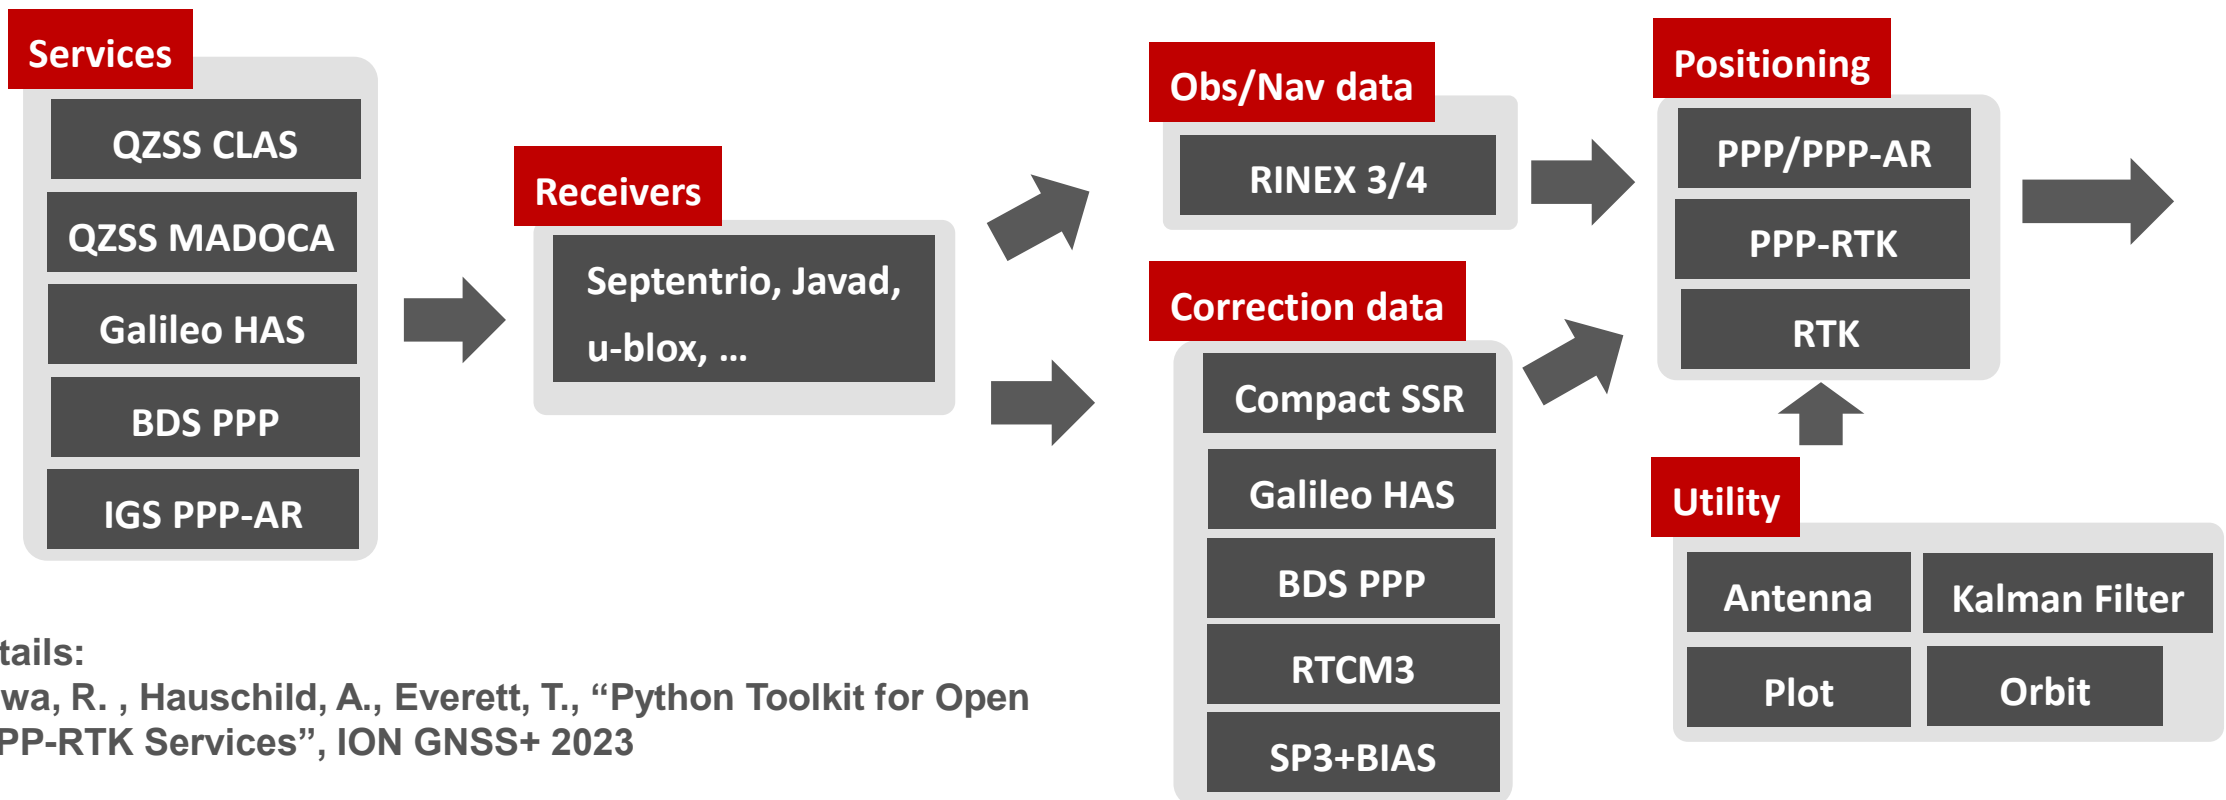 Services
QZSS CLAS
QZSS MADOCA
Galileo HAS
BDS PPP
IGS PPP-AR
Receivers
Septentrio, Javad,
u-blox, ...
Obs/Nav data
RINEX 3/4
Correction data
Compact SSR
Galileo HAS
BDS PPP
RTCM3
SP3+BIAS
Positioning
PPP/PPP-AR
PPP-RTK
RTK
Utility
Antenna
Kalman Filter
Plot
Orbit
tails:
wa, R. , Hauschild, A., Everett, T., “Python Toolkit for Open
PP-RTK Services”, ION GNSS+ 2023